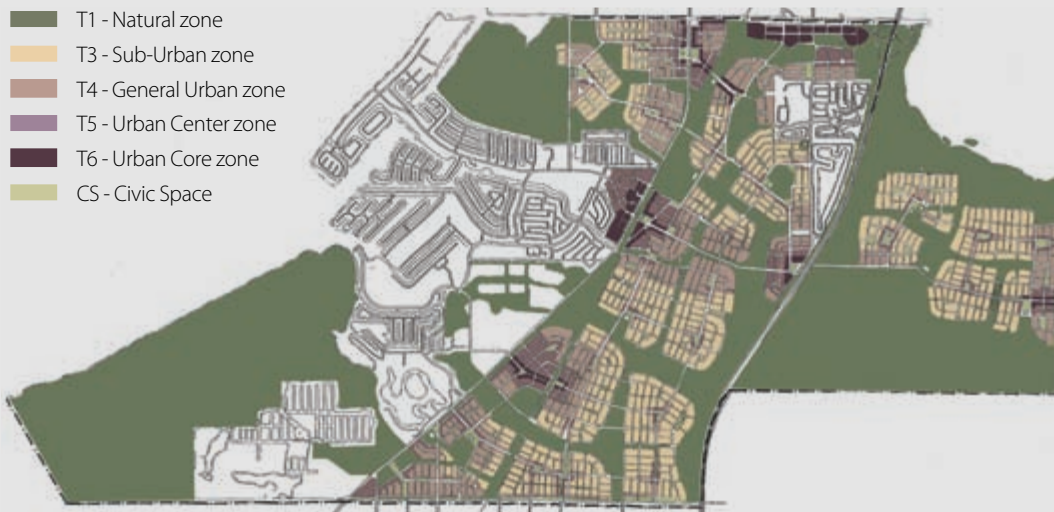 T1 - Natural zone
T3 - Sub-Urban zone
T4 - General Urban zone
T5 - Urban Center zone
T6 - Urban Core zone
CS - Civic Space